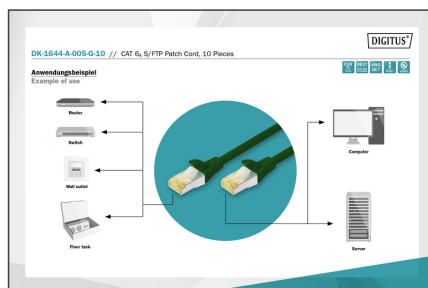 DIGITUS®
DK-1644-A-005-G-10 // CAT 6A S/FTP Patch Cord, 10 Pieces
Anwendungsbeispiel
Example of use
Router
Switch
Wall outlet
Floor tank
Computer
Server